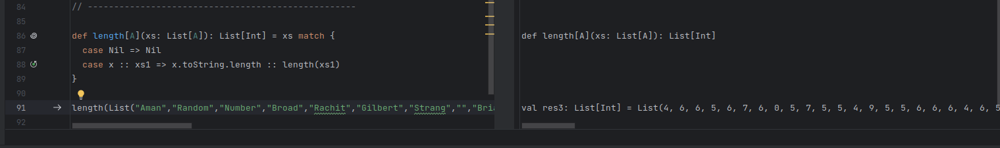 84 // ---------------------------------------------------
85
86 def length[A](xs: List[A]): List[Int] = xs match {
87 case Nil => Nil
88 case x :: xs1 => x.toString.length :: length(xs1)
89 }
90
91 length(List("Aman","Random","Number","Broad","Rachit","Gilbert","Strang","","Bria
92
def length[A](xs: List[A]): List[Int]
val res3: List[Int] = List(4, 6, 6, 5, 6, 7, 6, 0, 5, 7, 5, 5, 4, 9, 5, 5, 6, 6, 6, 4, 6, 5